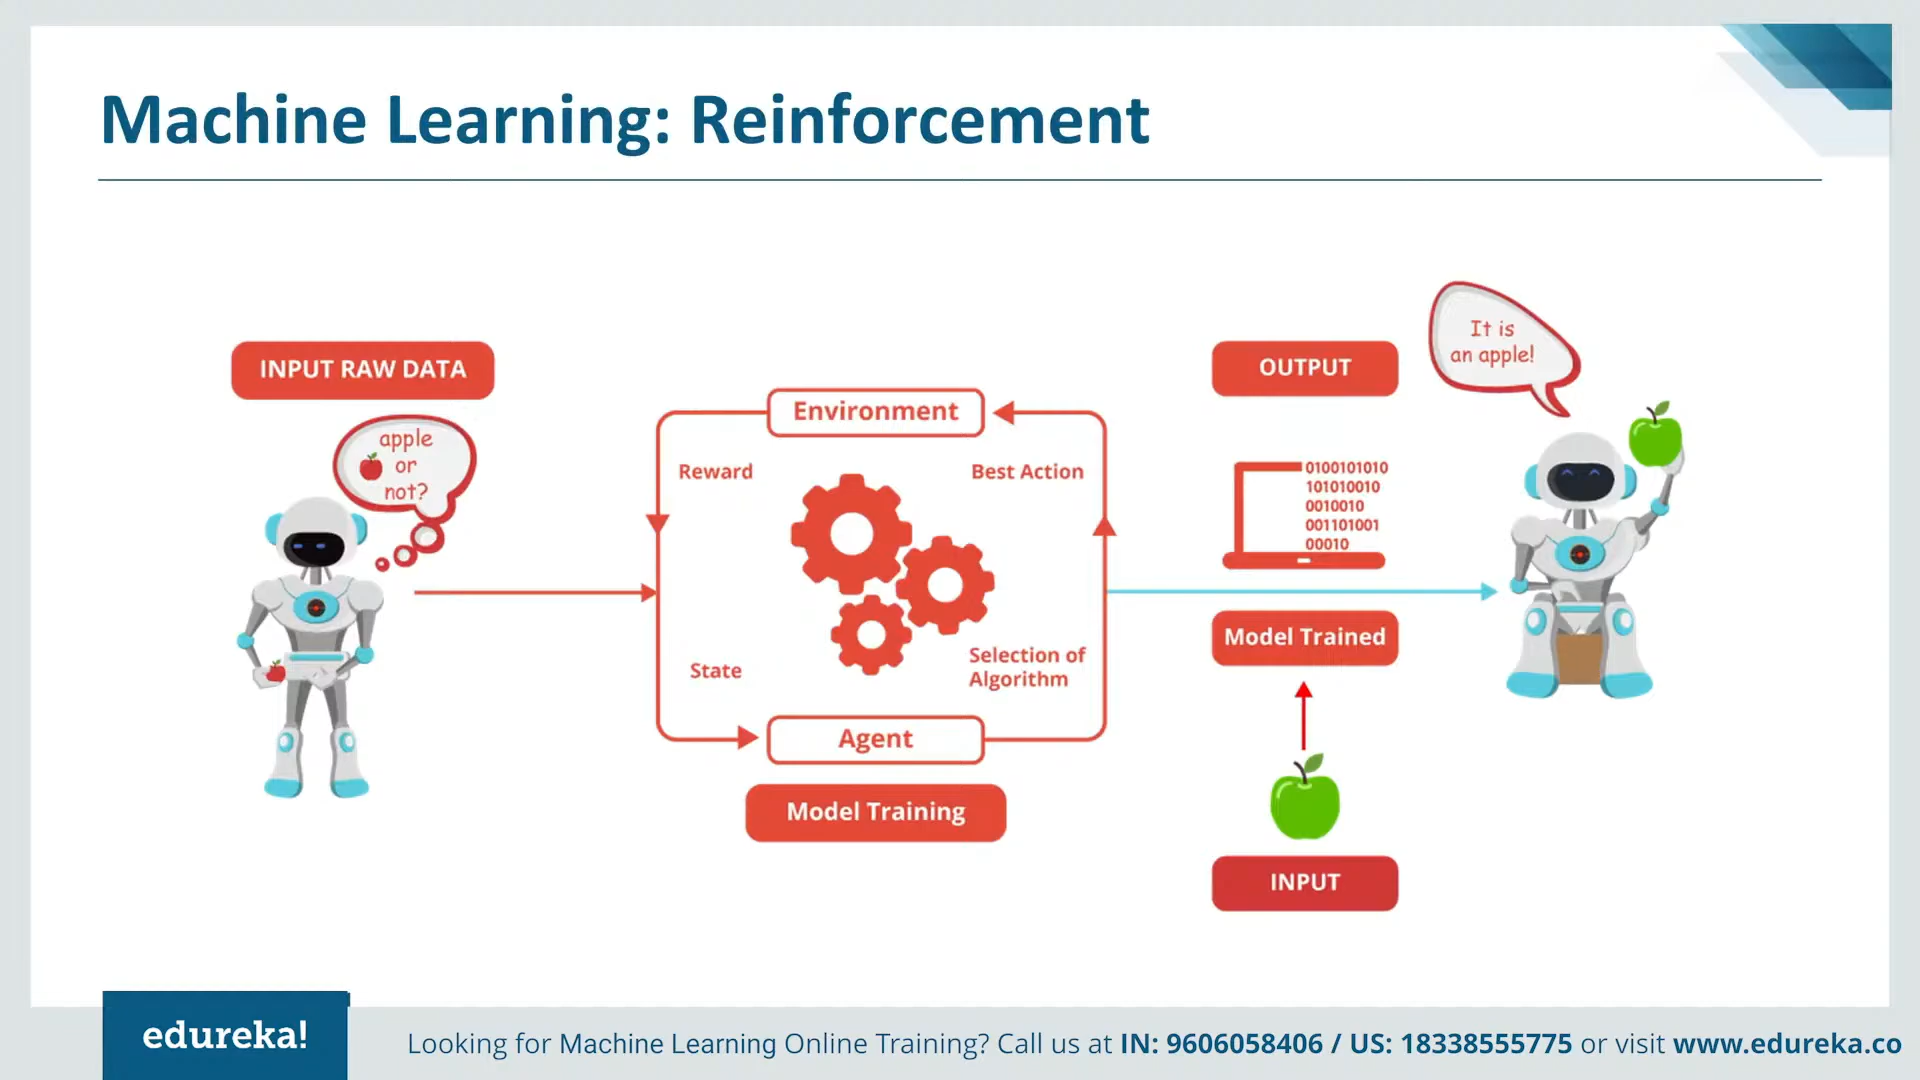 Machine Learning: Reinforcement
INPUT RAW DATA
apple
or
not?
Environment
Reward
Best Action
State
Selection of
Algorithm
Agent
Model Training
OUTPUT
It is
an apple!
0100101010
101010010
0010010
001101001
00010
Model Trained
INPUT
edureka!
Looking for Machine Learning Online Training? Call us at IN: 9606058406 / US: 18338555775 or visit www.edureka.co